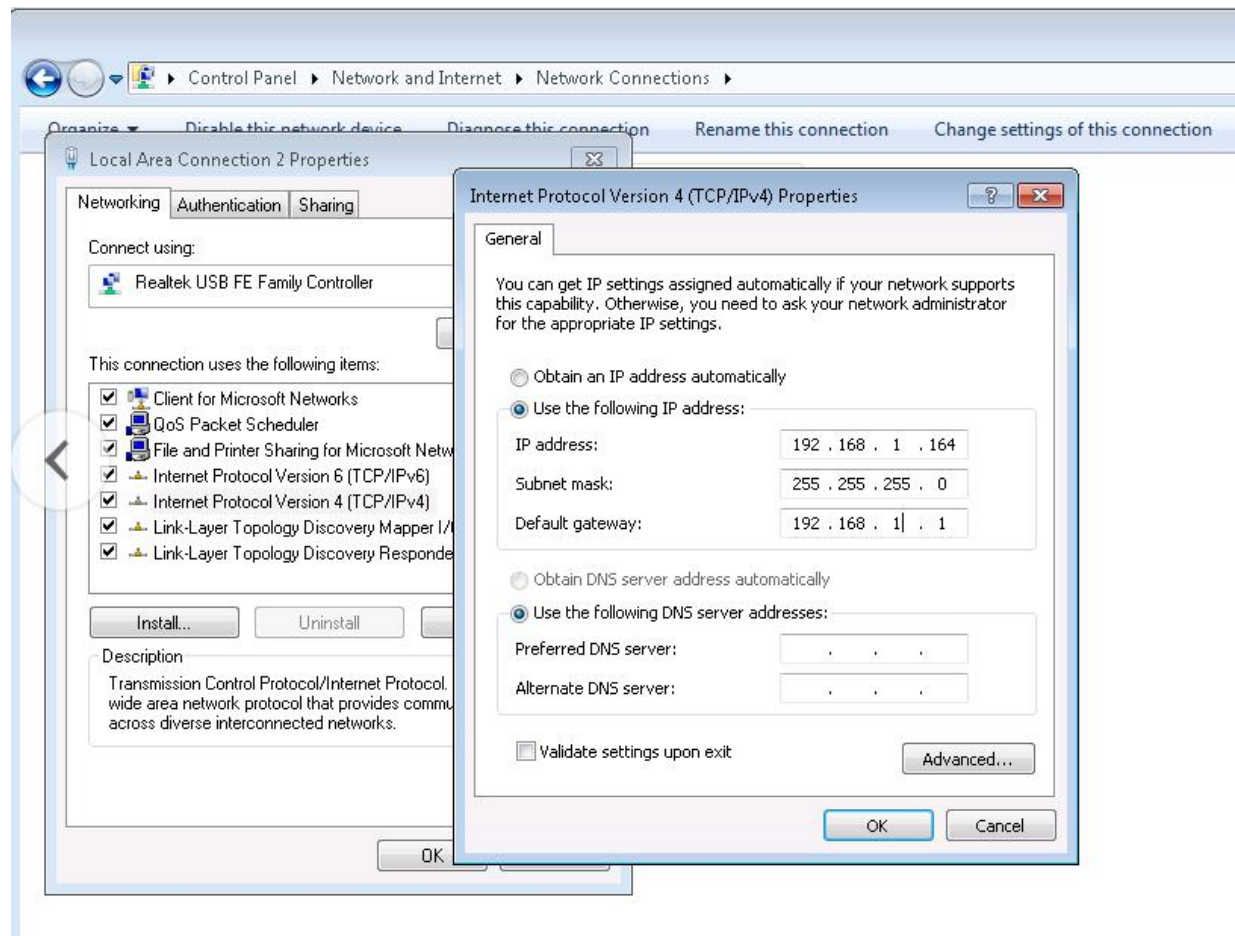 Control Panel ▸ Network and Internet ▸ Network Connections ▸
Organize Disable this network device Diagnose this connection Rename this connection Change settings of this connection
Local Area Connection 2 Properties
Networking Authentication Sharing
Connect using:
Realtek USB FE Family Controller
This connection uses the following items:
Client for Microsoft Networks
QoS Packet Scheduler
File and Printer Sharing for Microsoft Netw
Internet Protocol Version 6 (TCP/IPv6)
Internet Protocol Version 4 (TCP/IPv4)
Link-Layer Topology Discovery Mapper I/
Link-Layer Topology Discovery Responde
Install... Uninstall
Description
Transmission Control Protocol/Internet Protocol.
wide area network protocol that provides commu
across diverse interconnected networks.
OK
Internet Protocol Version 4 (TCP/IPv4) Properties
General
You can get IP settings assigned automatically if your network supports
this capability. Otherwise, you need to ask your network administrator
for the appropriate IP settings.
Obtain an IP address automatically
Use the following IP address:
IP address: 192 . 168 . 1 . 164
Subnet mask: 255 . 255 . 255 . 0
Default gateway: 192 . 168 . 1 . 1
Obtain DNS server address automatically
Use the following DNS server addresses:
Preferred DNS server: . . .
Alternate DNS server: . . .
Validate settings upon exit
Advanced...
OK Cancel